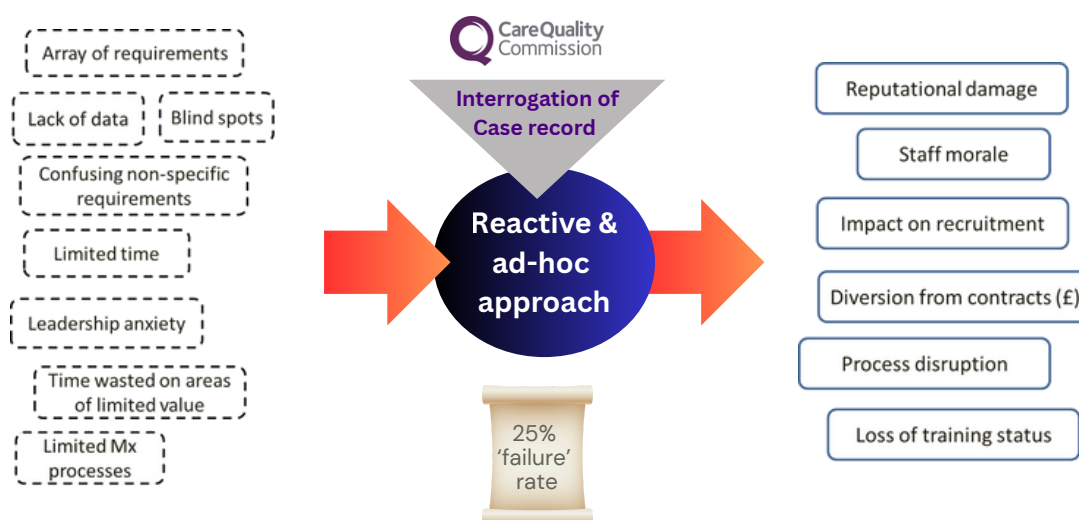 Array of requirements
Lack of data
Blind spots
Confusing non-specific
requirements
Limited time
Leadership anxiety
Time wasted on areas
of limited value
Limited Mx
processes
CareQuality
Commission
Interrogation of
Case record
Reactive &
ad-hoc
approach
25%
‘failure’
rate
Reputational damage
Staff morale
Impact on recruitment
Diversion from contracts (£)
Process disruption
Loss of training status